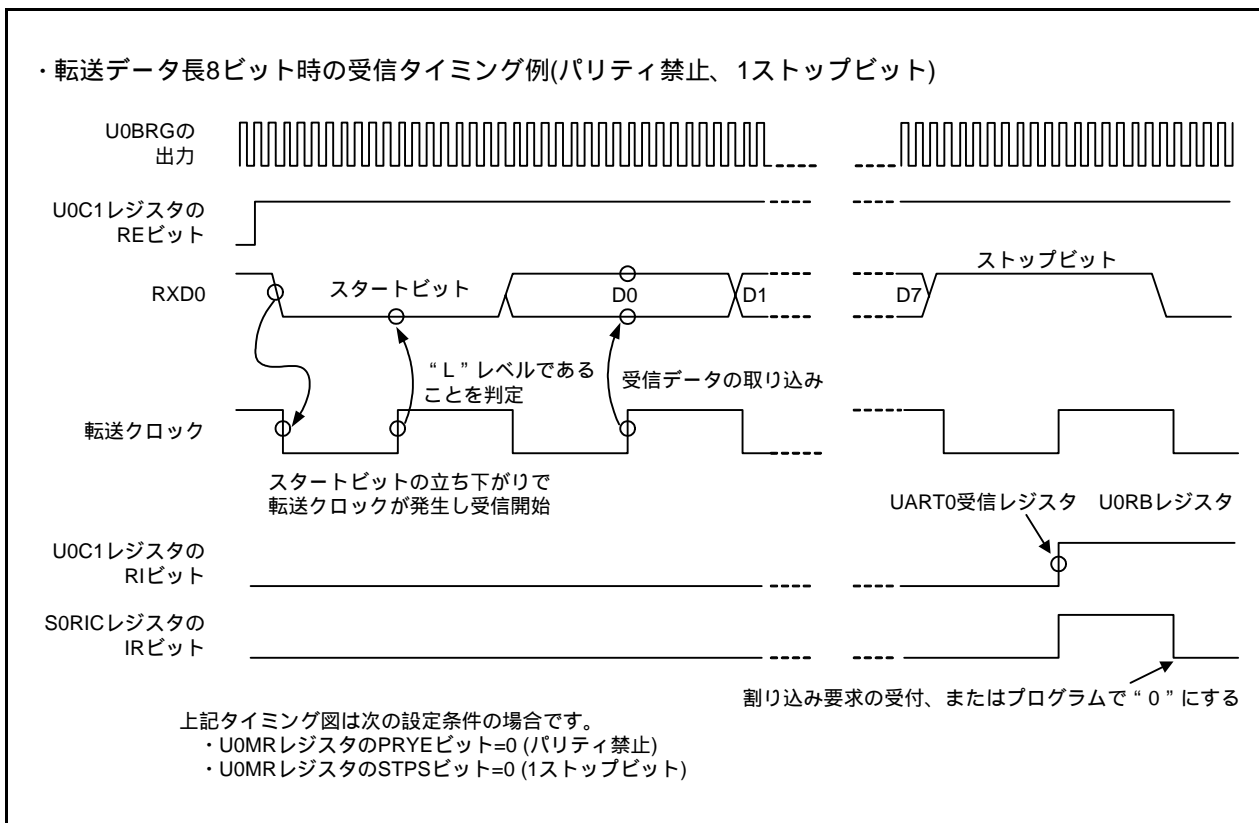 ・転送データ長8ビット時の受信タイミング例(パリティ禁止、1ストップビット)
U0BRGの
出力
U0C1レジスタの
REビット
RXD0
スタートビット
D0
D1
D7
ストップビット
“L”レベルである
ことを判定
受信データの取り込み
転送クロック
スタートビットの立ち下がりで
転送クロックが発生し受信開始
UART0受信レジスタ U0RBレジスタ
U0C1レジスタの
RIビット
S0RICレジスタの
IRビット
割り込み要求の受付、またはプログラムで“0”にする
上記タイミング図は次の設定条件の場合です。
・U0MRレジスタのPRYEビット=0 (パリティ禁止)
・U0MRレジスタのSTPSビット=0 (1ストップビット)